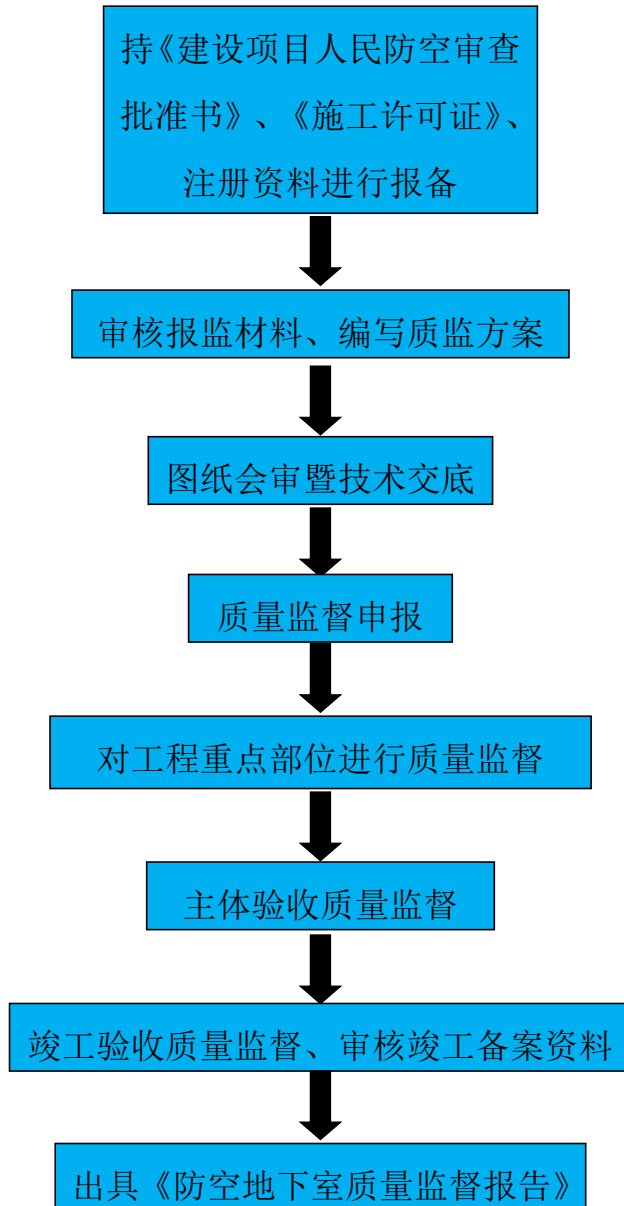 持《建设项目人民防空审查
批准书》、《施工许可证》、
注册资料进行报备
审核报监材料、编写质监方案
图纸会审暨技术交底
质量监督申报
对工程重点部位进行质量监督
主体验收质量监督
竣工验收质量监督、审核竣工备案资料
出具《防空地下室质量监督报告》